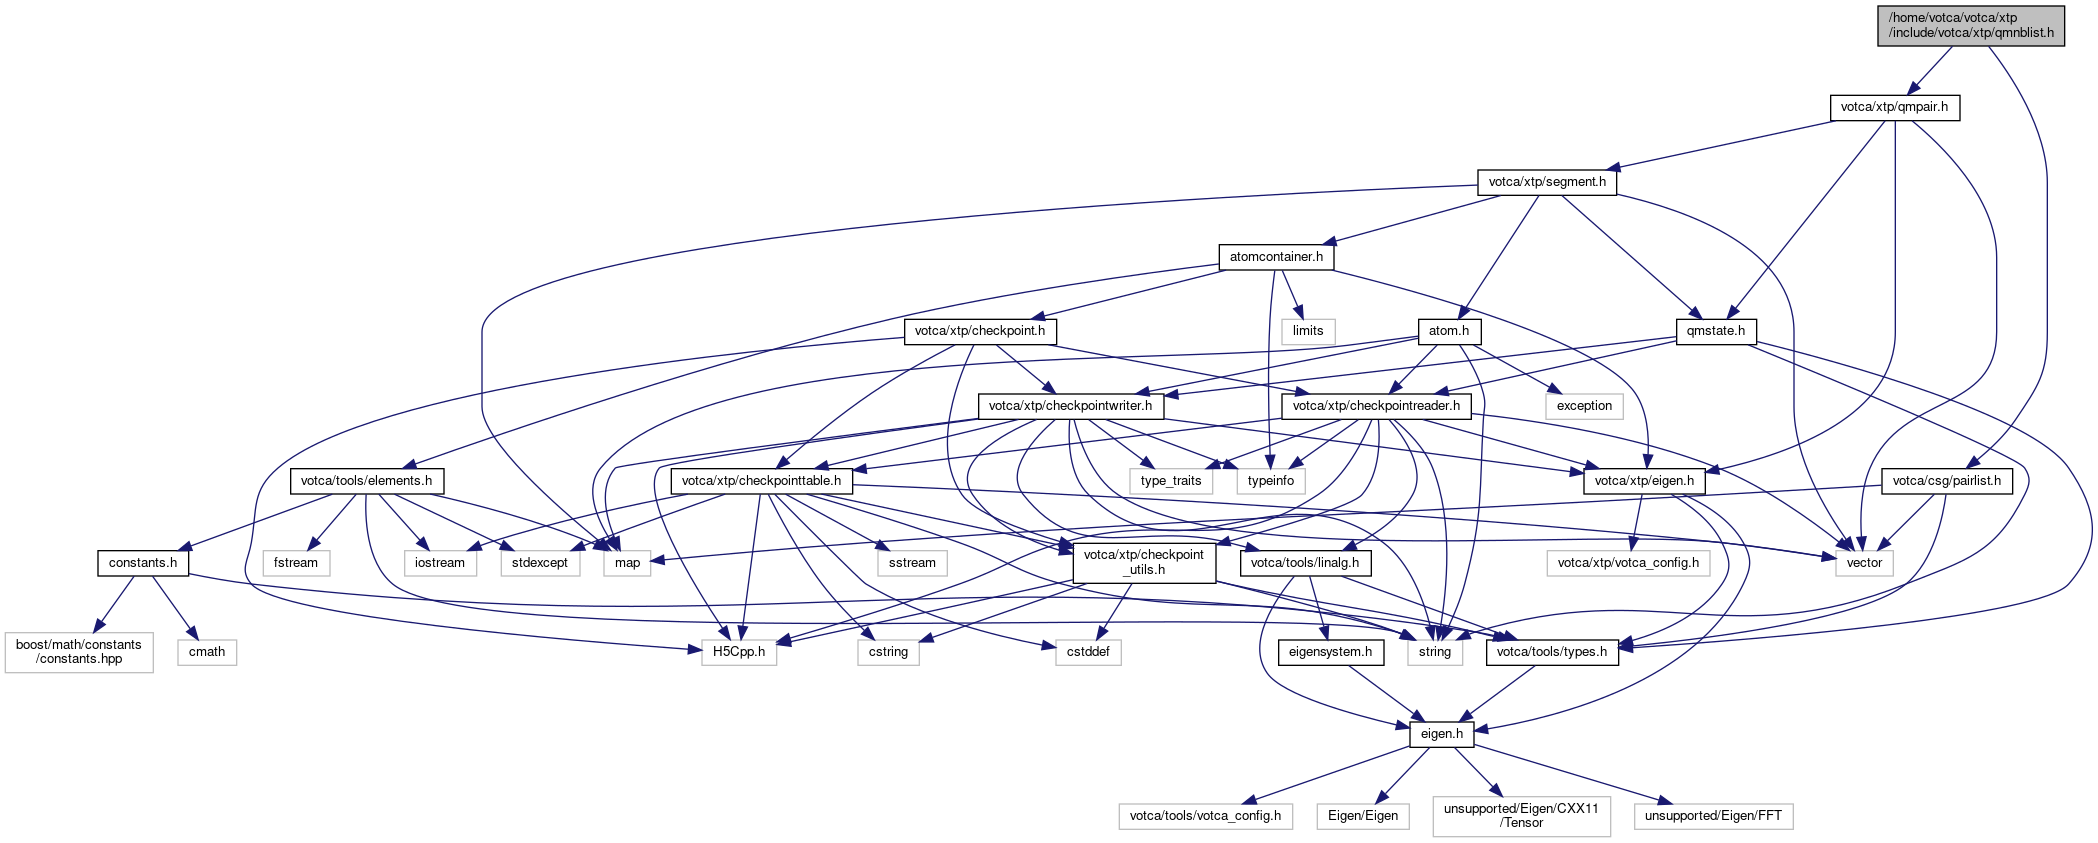 /home/votca/votca/xtp
/include/votca/xtp/qmnblist.h
votca/xtp/qmpair.h
votca/xtp/segment.h
atomcontainer.h
votca/xtp/checkpoint.h
limits
atom.h
qmstate.h
votca/xtp/checkpointwriter.h
votca/xtp/checkpointreader.h
exception
votca/tools/elements.h
votca/xtp/checkpointtable.h
type_traits
typeinfo
votca/xtp/eigen.h
votca/csg/pairlist.h
constants.h
fstream
iostream
stdexcept
map
sstream
votca/xtp/checkpoint
_utils.h
votca/tools/linalg.h
votca/xtp/votca_config.h
vector
boost/math/constants
/constants.hpp
cmath
H5Cpp.h
cstring
cstddef
eigensystem.h
string
votca/tools/types.h
eigen.h
votca/tools/votca_config.h
Eigen/Eigen
unsupported/Eigen/CXX11
/Tensor
unsupported/Eigen/FFT